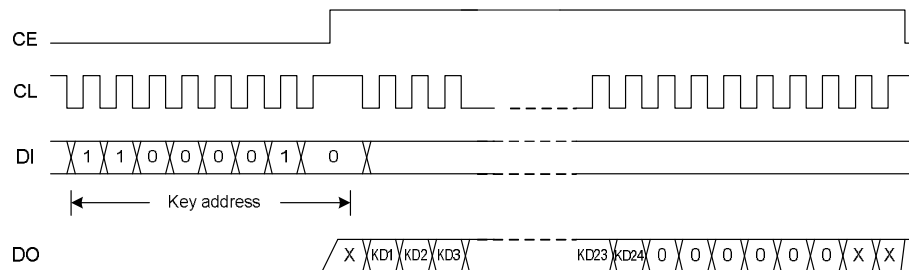 CE
CL
DI 1 1 0 0 0 0 1 0
Key address
DO X KD1 KD2 KD3 KD23 KD24 0 0 0 0 0 0 X X